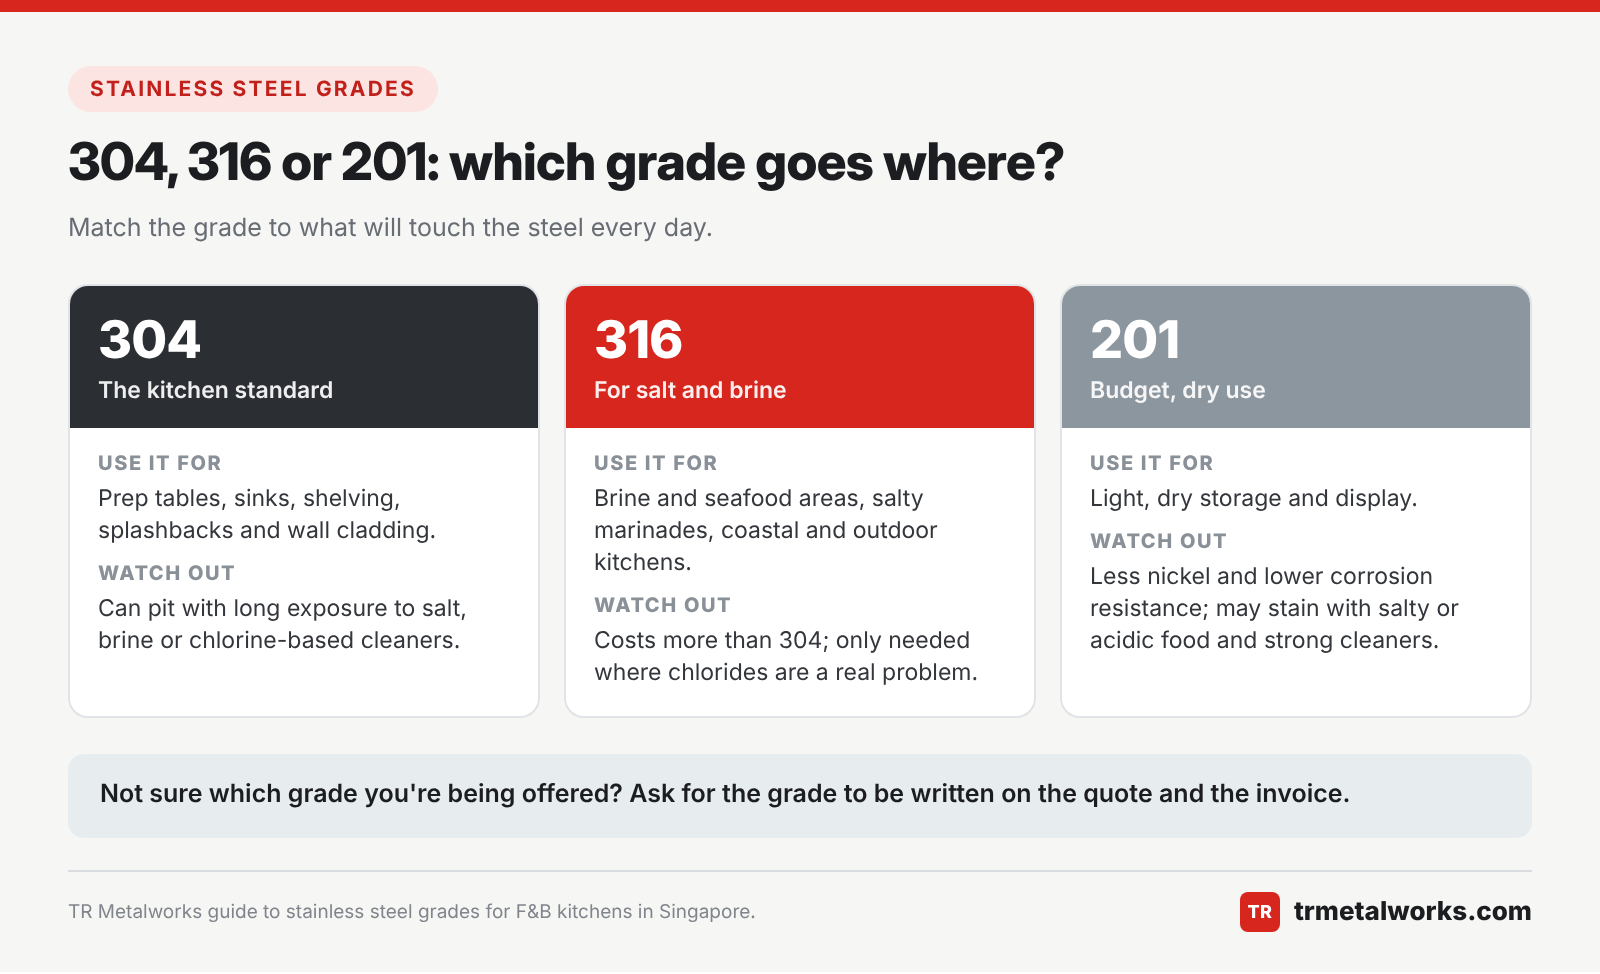 STAINLESS STEEL GRADES
304, 316 or 201: which grade goes where?
Match the grade to what will touch the steel every day.
304
The kitchen standard
USE IT FOR
Prep tables, sinks, shelving,
splashbacks and wall cladding.
WATCH OUT
Can pit with long exposure to salt,
brine or chlorine-based cleaners.
316
For salt and brine
USE IT FOR
Brine and seafood areas, salty
marinades, coastal and outdoor
kitchens.
WATCH OUT
Costs more than 304; only needed
where chlorides are a real problem.
201
Budget, dry use
USE IT FOR
Light, dry storage and display.
WATCH OUT
Less nickel and lower corrosion
resistance; may stain with salty or
acidic food and strong cleaners.
Not sure which grade you're being offered? Ask for the grade to be written on the quote and the invoice.
TR Metalworks guide to stainless steel grades for F&B kitchens in Singapore.
TR trmetalworks.com